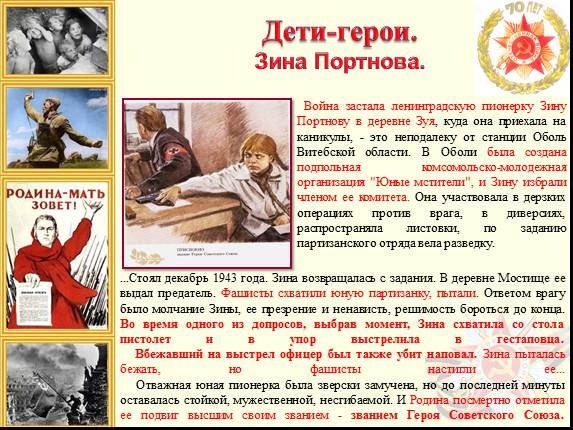 70 ЛЕТ
Дети-герои.
Зина Портнова.
Война застала ленинградскую пионерку Зину
Портнову в деревне Зуя, куда она приехала на
каникулы, - это неподалеку от станции Оболь
Витебской области. В Оболи была создана
подпольная комсомольско-молодежная
организация "Юные мстители", и Зину избрали
членом ее комитета. Она участвовала в дерзких
операциях против врага, в диверсиях,
распространяла листовки, по заданию
партизанского отряда вела разведку.
РОДИНА-МАТЬ
ЗОВЕТ!
ПРИСВОЕНО
звание Героя Советского Союза.
...Стоял декабрь 1943 года. Зина возвращалась с задания. В деревне Мостище ее
выдал предатель. Фашисты схватили юную партизанку, пытали. Ответом врагу
было молчание Зины, ее презрение и ненависть, решимость бороться до конца.
Во время одного из допросов, выбрав момент, Зина схватила со стола
пистолет и в упор выстрелила в гестаповца.
Вбежавший на выстрел офицер был также убит наповал. Зина пыталась
бежать, но фашисты настигли ее...
Отважная юная пионерка была зверски замучена, но до последней минуты
оставалась стойкой, мужественной, несгибаемой. И Родина посмертно отметила
ее подвиг высшим своим званием - званием Героя Советского Союза.